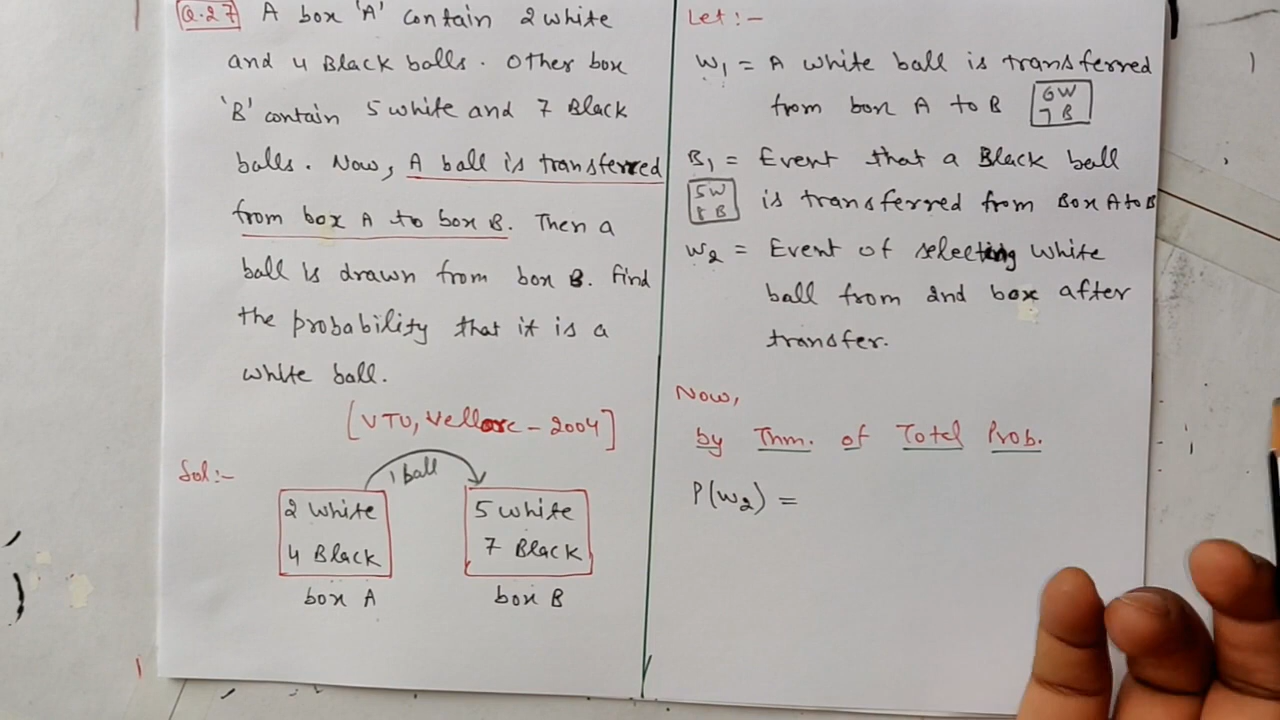 Q.27 A box 'A' contain 2 white
and 4 Black balls. Other box
'B' contain 5 white and 7 Black
balls. Now, A ball is transferred
from box A to box B. Then a
ball is drawn from box B. find
the probability that it is a
white ball.
[VTU, Vellore - 2004]
Sol:-
1 ball
2 White
4 Black
box A
5 White
7 Black
box B
Let:-
W1 = A white ball is transferred
from box A to B
6W
7B
B1 = Event that a Black ball
is transferred from Box A to B
5W
8B
W2 = Event of selecting White
ball from 2nd box after
transfer.
Now,
by Thm. of Total Prob.
P(W2) =